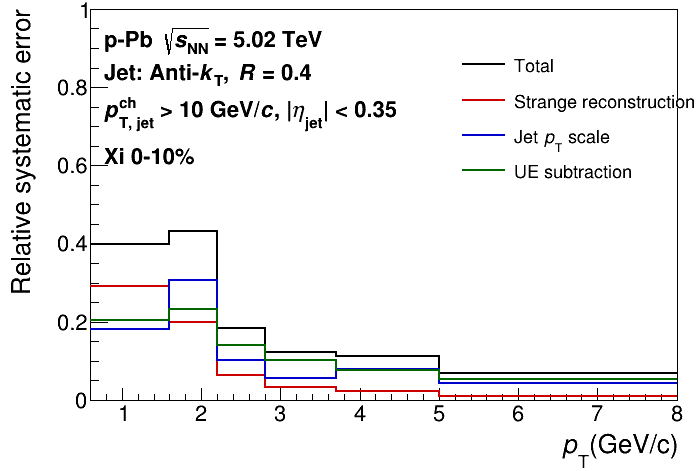 Relative systematic error
1
0.8
0.6
0.4
0.2
0
p-Pb √sNN = 5.02 TeV
Jet: Anti-kT, R = 0.4
pT, jet ch > 10 GeV/c, |ηjet| < 0.35
Xi 0-10%
Total
Strange reconstruction
Jet pT scale
UE subtraction
1 2 3 4 5 6 7 8
pT(GeV/c)